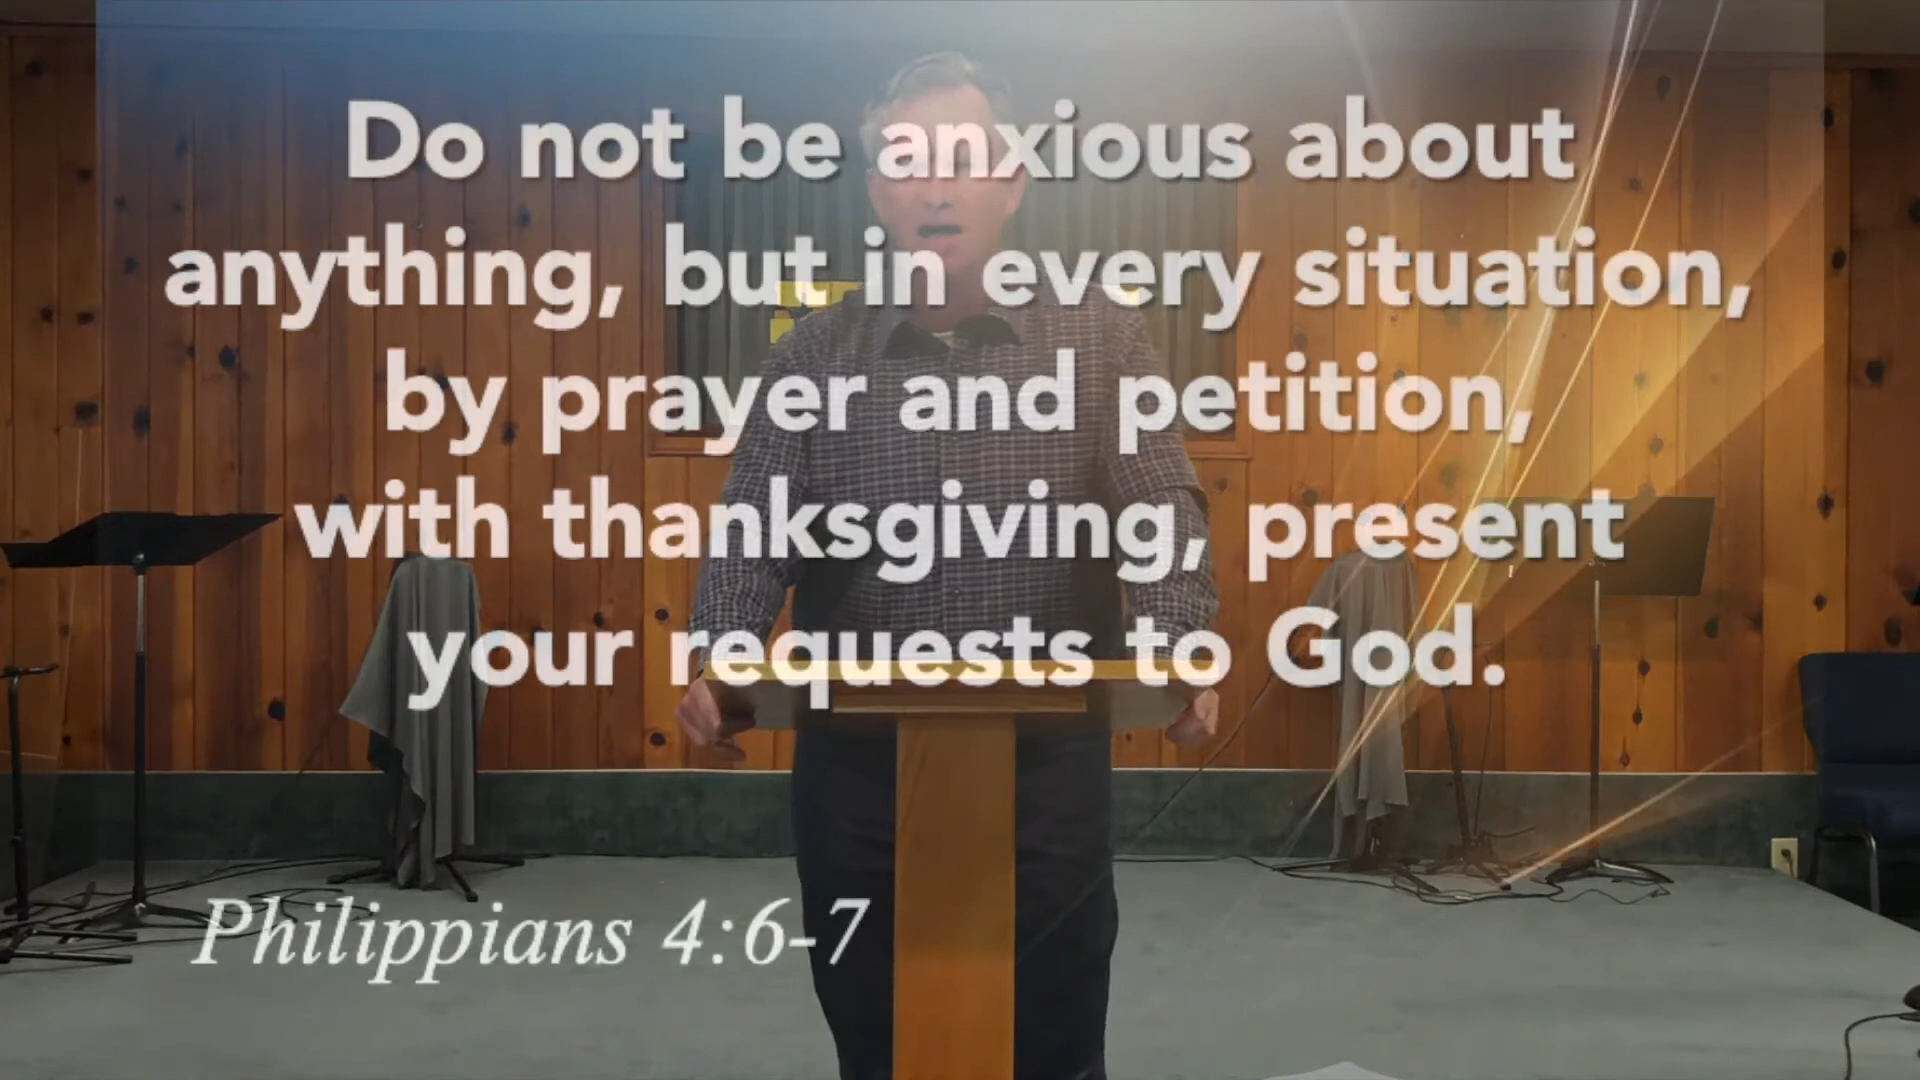 Do not be anxious about
anything, but in every situation,
by prayer and petition,
with thanksgiving, present
your requests to God.
Philippians 4:6-7